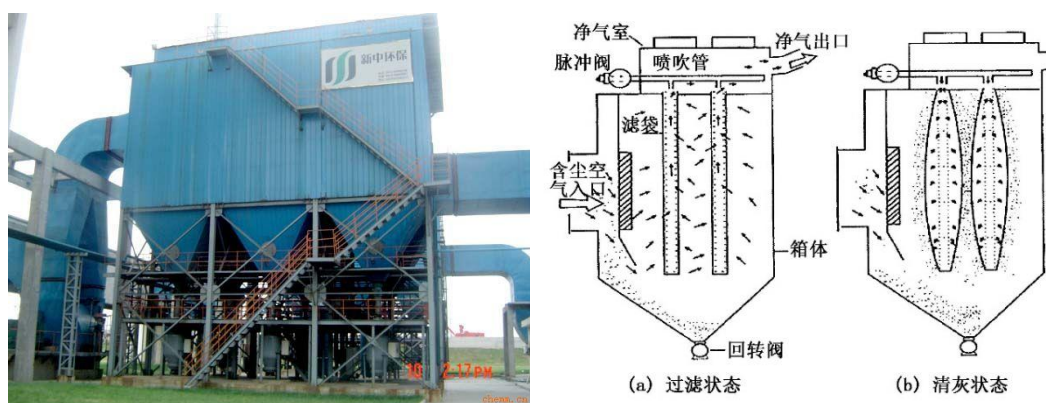 新中环保
10 2:17PM
chemm.cn
净气室
净气出口
脉冲阀
喷吹管
滤袋
含尘空
气入口
箱体
回转阀
(a) 过滤状态
(b) 清灰状态